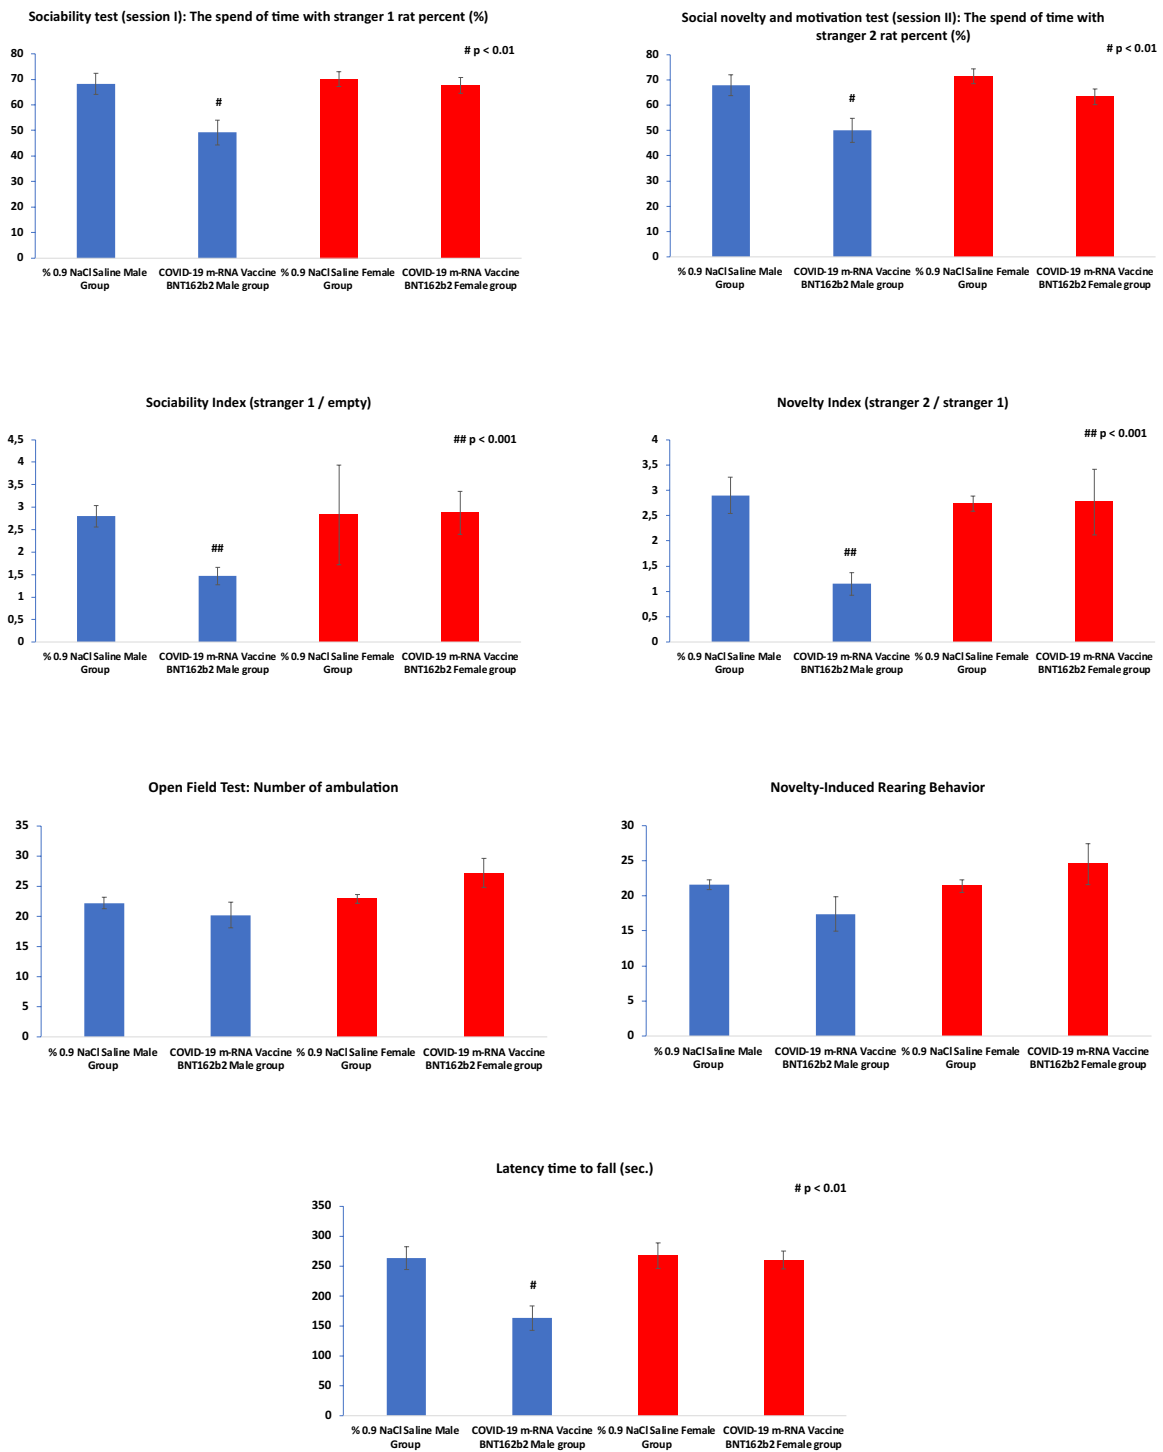 Sociability test (session I): The spend of time with stranger 1 rat percent (%)
# p < 0.01
80
70
60
50
40
30
20
10
0
#
% 0.9 NaCl Saline Male
Group
COVID-19 m-RNA Vaccine
BNT162b2 Male group
% 0.9 NaCl Saline Female
Group
COVID-19 m-RNA Vaccine
BNT162b2 Female group
Social novelty and motivation test (session II): The spend of time with
stranger 2 rat percent (%)
# p < 0.01
80
70
60
50
40
30
20
10
0
#
% 0.9 NaCl Saline Male
Group
COVID-19 m-RNA Vaccine
BNT162b2 Male group
% 0.9 NaCl Saline Female
Group
COVID-19 m-RNA Vaccine
BNT162b2 Female group
Sociability Index (stranger 1 / empty)
## p < 0.001
4,5
4
3,5
3
2,5
2
1,5
1
0,5
0
##
% 0.9 NaCl Saline Male
Group
COVID-19 m-RNA Vaccine
BNT162b2 Male group
% 0.9 NaCl Saline Female
Group
COVID-19 m-RNA Vaccine
BNT162b2 Female group
Novelty Index (stranger 2 / stranger 1)
## p < 0.001
4
3,5
3
2,5
2
1,5
1
0,5
0
##
% 0.9 NaCl Saline Male
Group
COVID-19 m-RNA Vaccine
BNT162b2 Male group
% 0.9 NaCl Saline Female
Group
COVID-19 m-RNA Vaccine
BNT162b2 Female group
Open Field Test: Number of ambulation
35
30
25
20
15
10
5
0
% 0.9 NaCl Saline Male
Group
COVID-19 m-RNA Vaccine
BNT162b2 Male group
% 0.9 NaCl Saline Female
Group
COVID-19 m-RNA Vaccine
BNT162b2 Female group
Novelty-Induced Rearing Behavior
30
25
20
15
10
5
0
% 0.9 NaCl Saline Male
Group
COVID-19 m-RNA Vaccine
BNT162b2 Male group
% 0.9 NaCl Saline Female
Group
COVID-19 m-RNA Vaccine
BNT162b2 Female group
Latency time to fall (sec.)
# p < 0.01
350
300
250
200
150
100
50
0
#
% 0.9 NaCl Saline Male
Group
COVID-19 m-RNA Vaccine
BNT162b2 Male group
% 0.9 NaCl Saline Female
Group
COVID-19 m-RNA Vaccine
BNT162b2 Female group